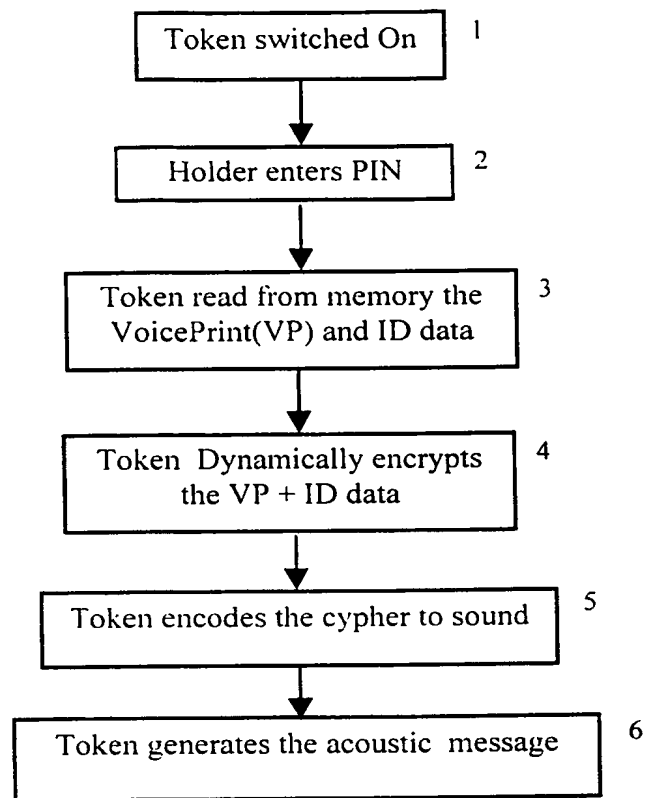 Token switched On 1
Holder enters PIN 2
Token read from memory the 3
VoicePrint(VP) and ID data
Token Dynamically encrypts 4
the VP + ID data
Token encodes the cypher to sound 5
Token generates the acoustic message 6